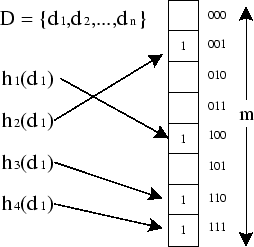 D = {d1,d2,...,dn}
000
1 001
010
h1(d1)
011
m
h2(d1)
1 100
101
h3(d1)
1 110
h4(d1)
1 111